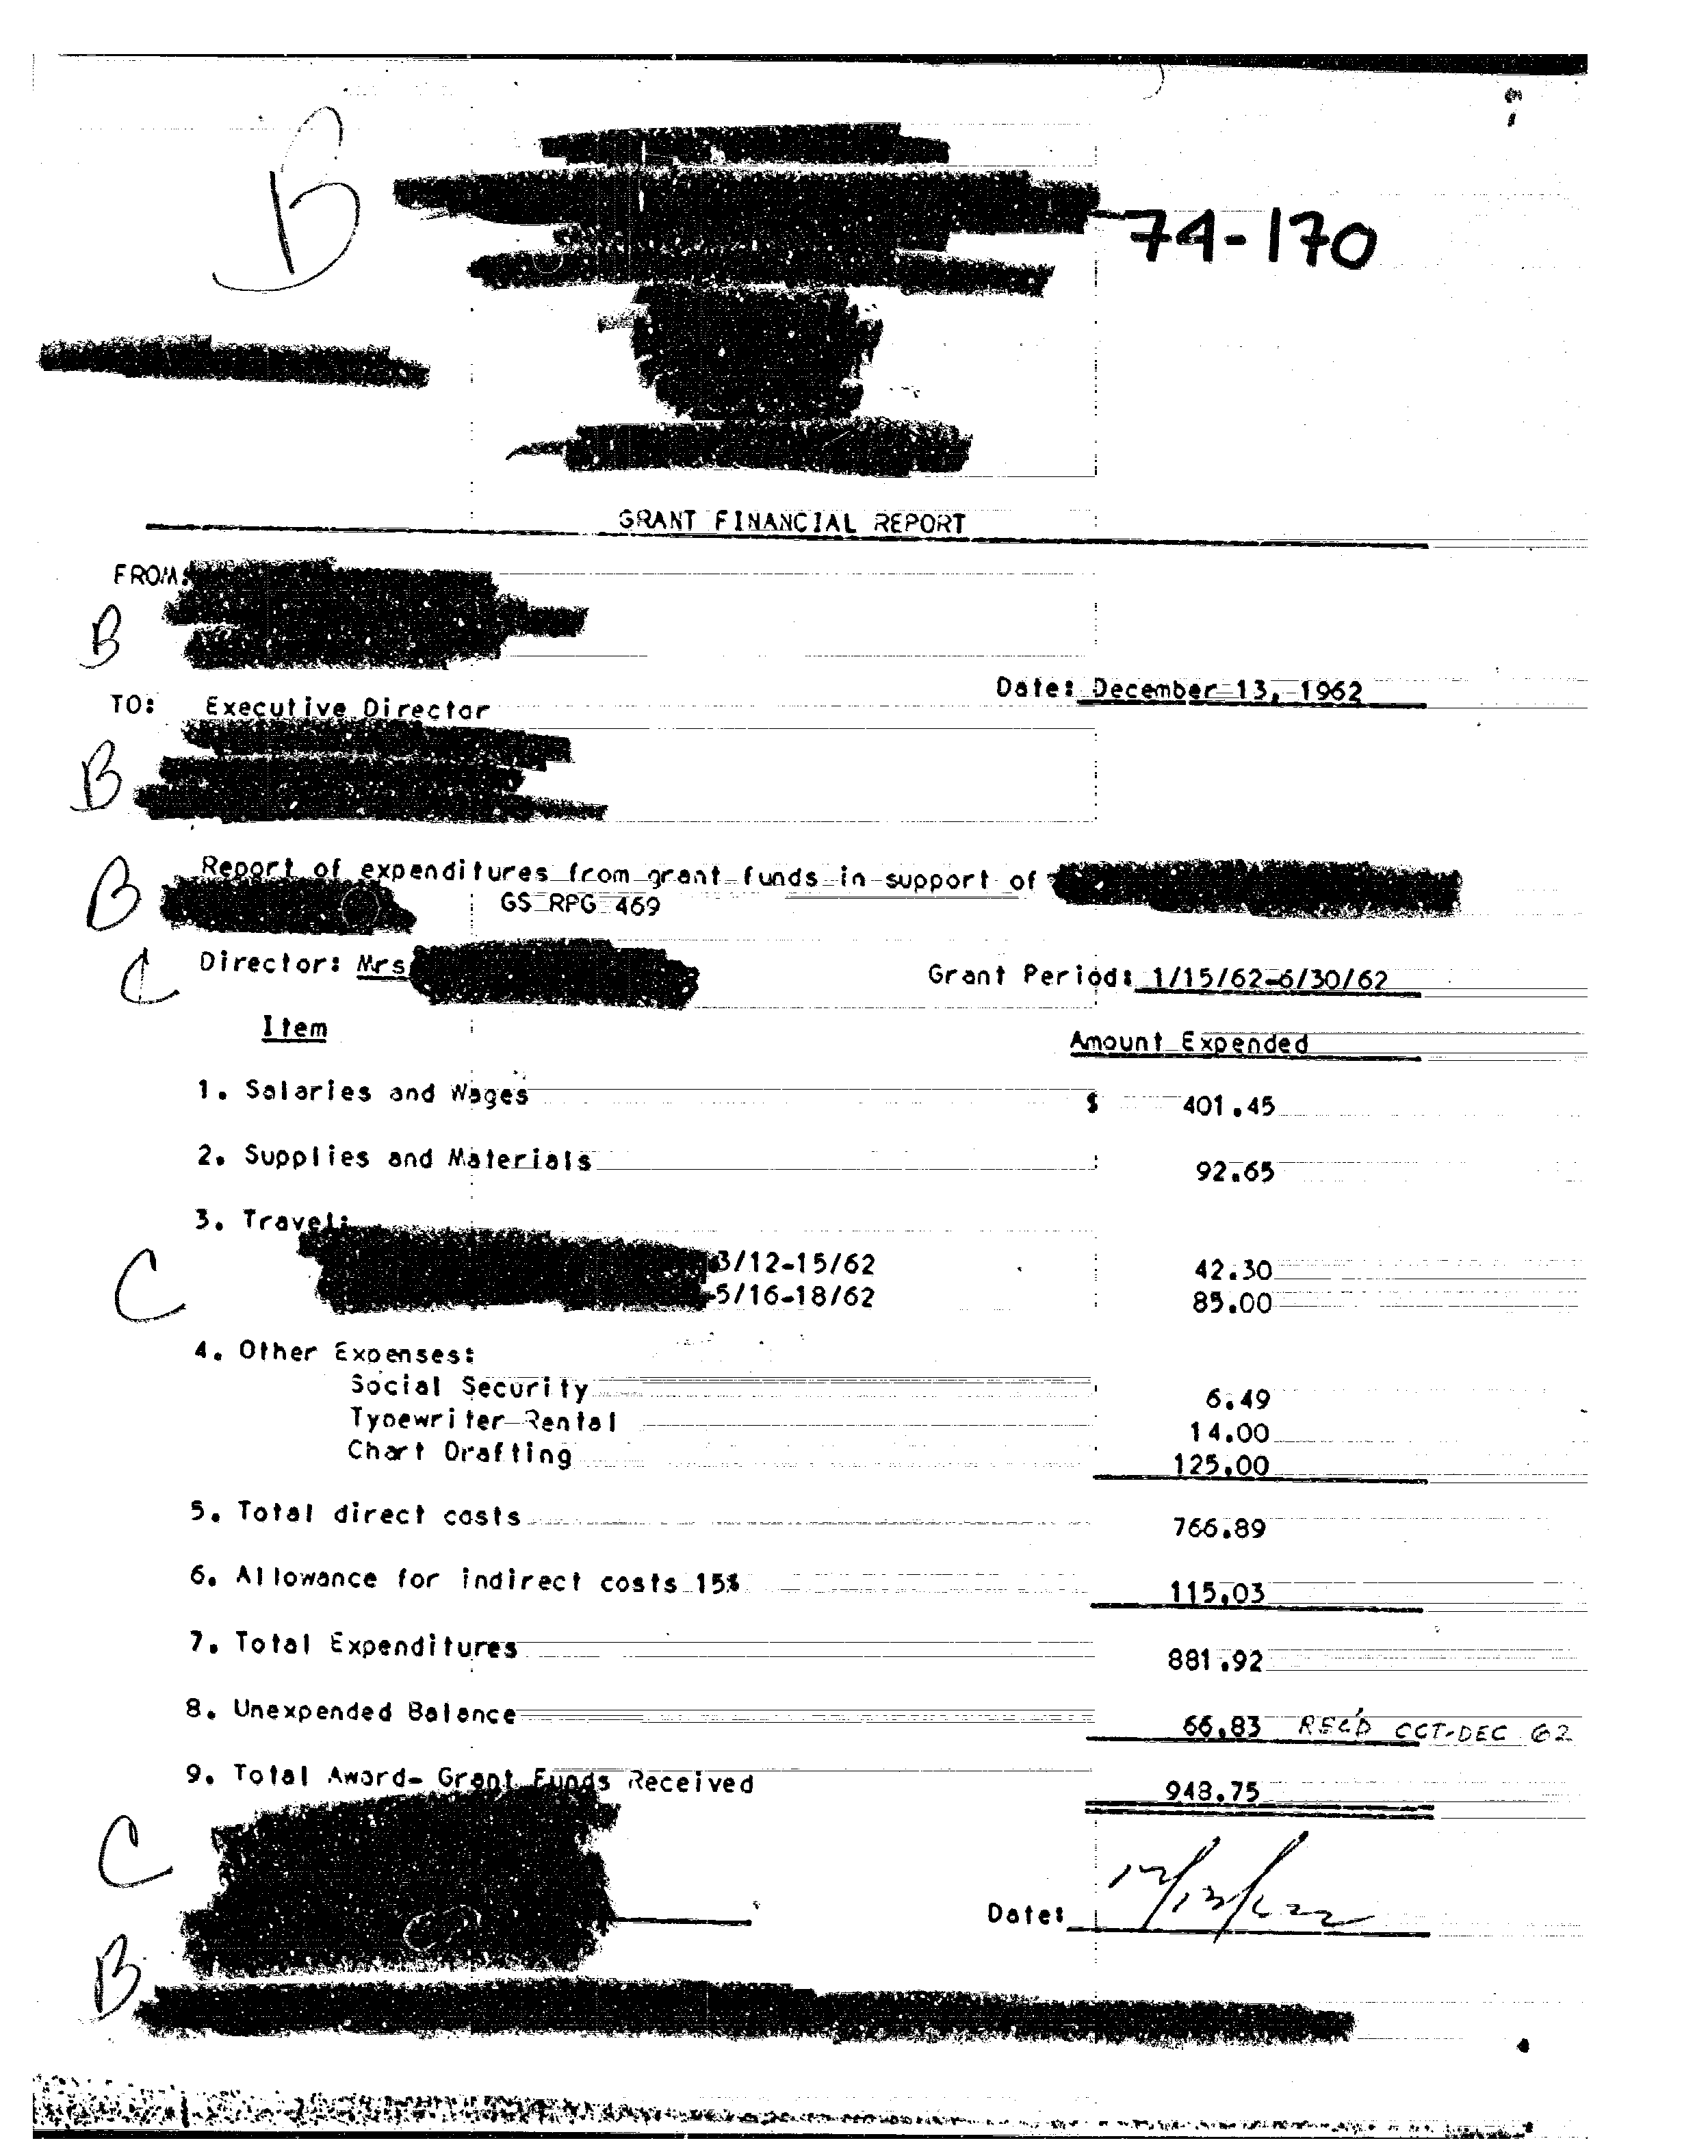 B
74-170
GRANT FINANCIAL REPORT
FROM:
B
Date: December 13, 1962
TO: Executive Director
B
Report of expenditures from grant funds in support of
B
GS RPG 469
C Director: Mrs
Grant Period: 1/15/62-6/30/62
Item Amount Expended
1. Salaries and Wages $ 401.45
2. Supplies and Materials 92.65
3. Travel:
C 3/12-15/62 42.30
5/16-18/62 85.00
4. Other Expenses:
Social Security 6.49
Typewriter Rental 14.00
Chart Drafting 125.00
5. Total direct costs 766.89
6. Allowance for indirect costs 15% 115.03
7. Total Expenditures 881.92
8. Unexpended Balance 66.83 REC'D OCT-DEC 62
9. Total Award- Grant Funds Received 948.75
C
Date: 12/13/62
B